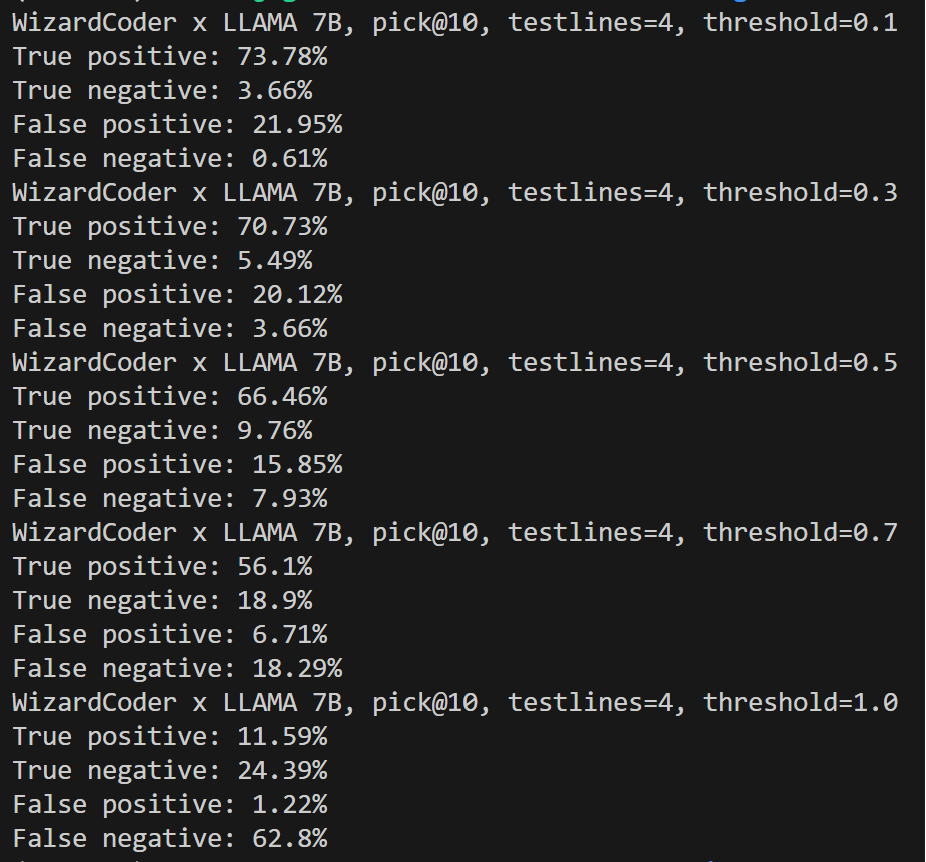 WizardCoder x LLAMA 7B, pick@10, testlines=4, threshold=0.1
True positive: 73.78%
True negative: 3.66%
False positive: 21.95%
False negative: 0.61%
WizardCoder x LLAMA 7B, pick@10, testlines=4, threshold=0.3
True positive: 70.73%
True negative: 5.49%
False positive: 20.12%
False negative: 3.66%
WizardCoder x LLAMA 7B, pick@10, testlines=4, threshold=0.5
True positive: 66.46%
True negative: 9.76%
False positive: 15.85%
False negative: 7.93%
WizardCoder x LLAMA 7B, pick@10, testlines=4, threshold=0.7
True positive: 56.1%
True negative: 18.9%
False positive: 6.71%
False negative: 18.29%
WizardCoder x LLAMA 7B, pick@10, testlines=4, threshold=1.0
True positive: 11.59%
True negative: 24.39%
False positive: 1.22%
False negative: 62.8%